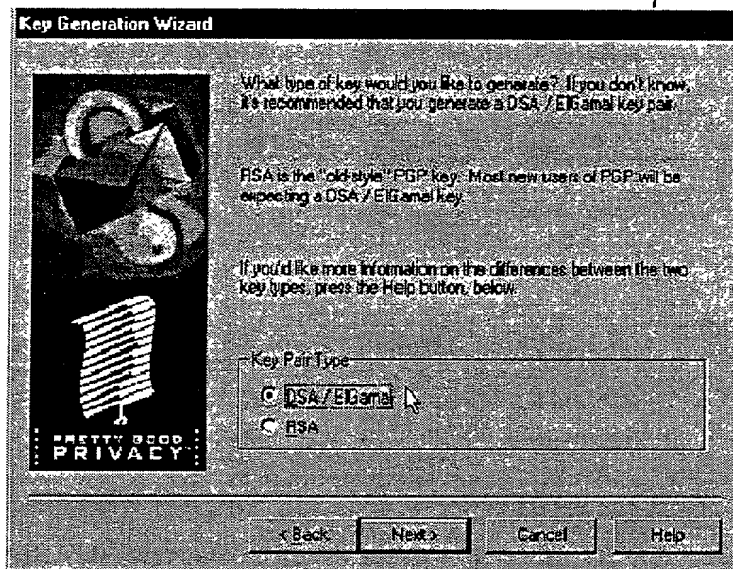 Key Generation Wizard
What type of key would you like to generate? If you don't know,
it's recommended that you generate a DSA / ElGamal key pair.
RSA is the "old-style" PGP key. Most new users of PGP will be
expecting a DSA / ElGamal key.
If you'd like more information on the differences between the two
key types, press the Help button, below.
Key Pair Type
DSA / ElGamal
RSA
PRETTY GOOD
PRIVACY
< Back Next > Cancel Help